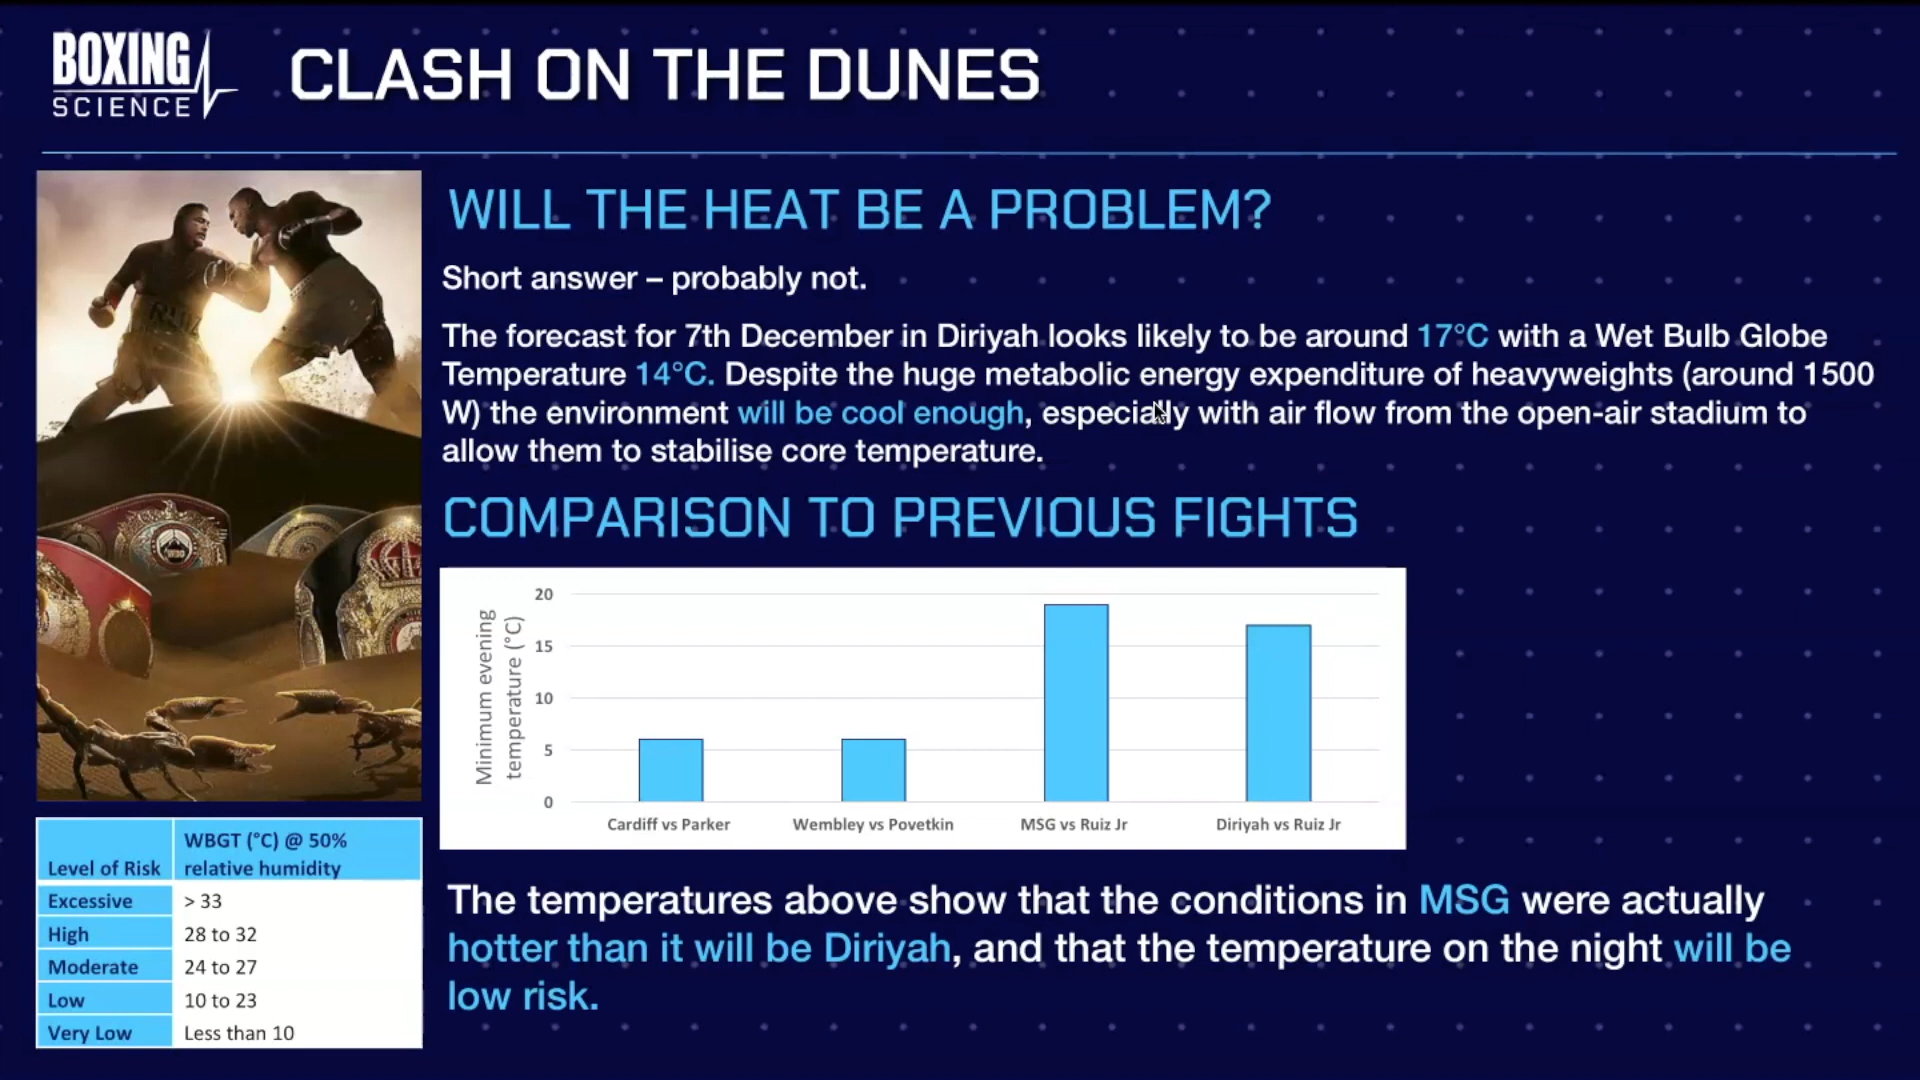 BOXING
SCIENCE
CLASH ON THE DUNES
WILL THE HEAT BE A PROBLEM?
Short answer – probably not.
The forecast for 7th December in Diriyah looks likely to be around 17°C with a Wet Bulb Globe
Temperature 14°C. Despite the huge metabolic energy expenditure of heavyweights (around 1500
W) the environment will be cool enough, especially with air flow from the open-air stadium to
allow them to stabilise core temperature.
COMPARISON TO PREVIOUS FIGHTS
Minimum evening
temperature (°C)
20
15
10
5
0
Cardiff vs Parker
Wembley vs Povetkin
MSG vs Ruiz Jr
Diriyah vs Ruiz Jr
Level of Risk
WBGT (°C) @ 50%
relative humidity
Excessive > 33
High 28 to 32
Moderate 24 to 27
Low 10 to 23
Very Low Less than 10
The temperatures above show that the conditions in MSG were actually
hotter than it will be Diriyah, and that the temperature on the night will be
low risk.